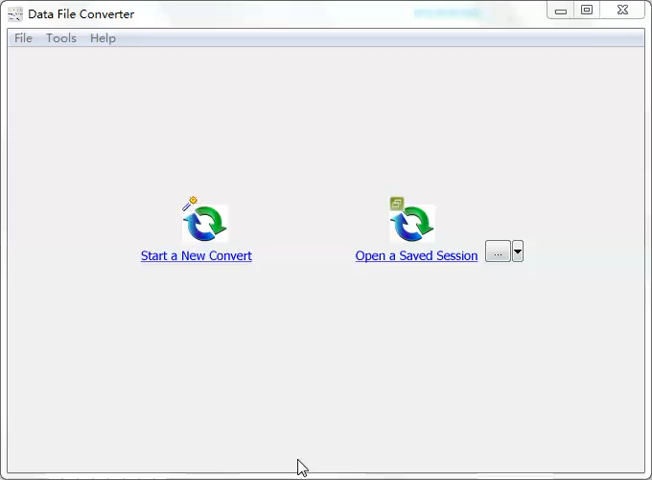 Data File Converter
File Tools Help
Start a New Convert
Open a Saved Session ...